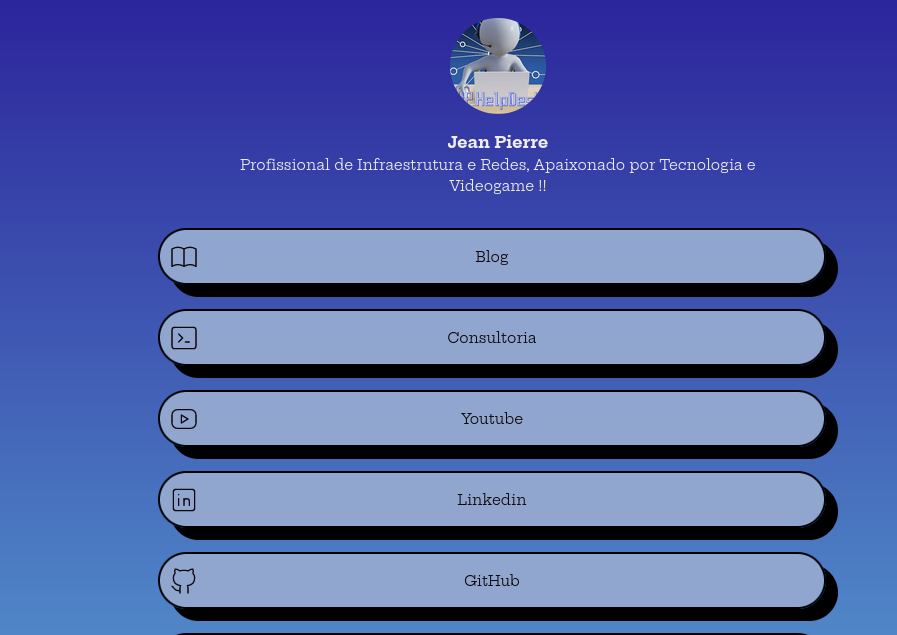 HelpDes
Jean Pierre
Profissional de Infraestrutura e Redes, Apaixonado por Tecnologia e
Videogame !!
Blog
Consultoria
Youtube
Linkedin
GitHub